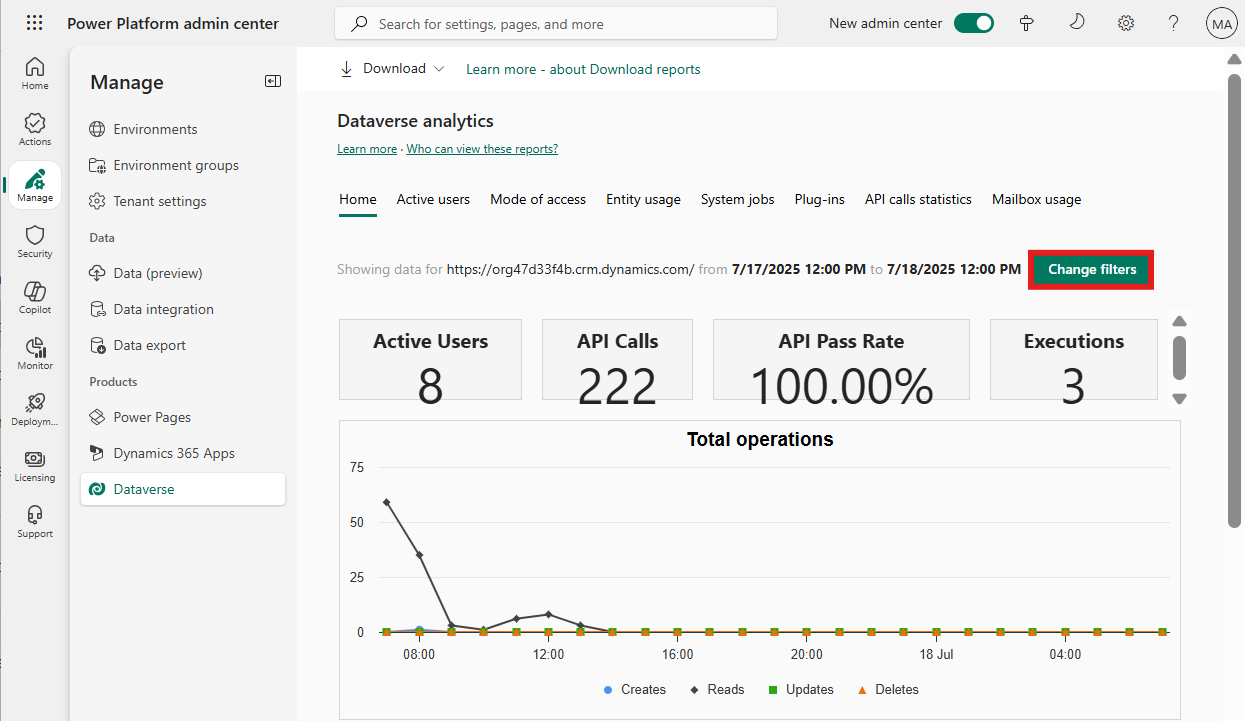 Power Platform admin center
Search for settings, pages, and more
New admin center
MA
Home
Actions
Manage
Security
Copilot
Monitor
Deploym...
Licensing
Support
Manage
Environments
Environment groups
Tenant settings
Data
Data (preview)
Data integration
Data export
Products
Power Pages
Dynamics 365 Apps
Dataverse
Download
Learn more - about Download reports
Dataverse analytics
Learn more · Who can view these reports?
Home Active users Mode of access Entity usage System jobs Plug-ins API calls statistics Mailbox usage
Showing data for https://org47d33f4b.crm.dynamics.com/ from 7/17/2025 12:00 PM to 7/18/2025 12:00 PM
Change filters
Active Users
8
API Calls
222
API Pass Rate
100.00%
Executions
3
Total operations
75
50
25
0
08:00 12:00 16:00 20:00 18 Jul 04:00
Creates Reads Updates Deletes